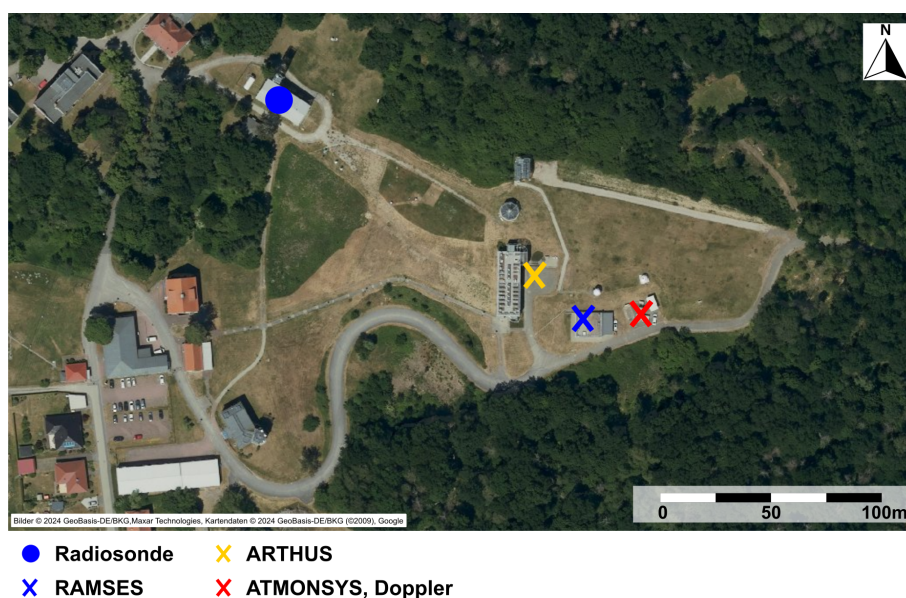 N
0 50 100m
Bilder © 2024 GeoBasis-DE/BKG,Maxar Technologies, Kartendaten © 2024 GeoBasis-DE/BKG (©2009), Google
Radiosonde ARTHUS
RAMSES ATMONSYS, Doppler